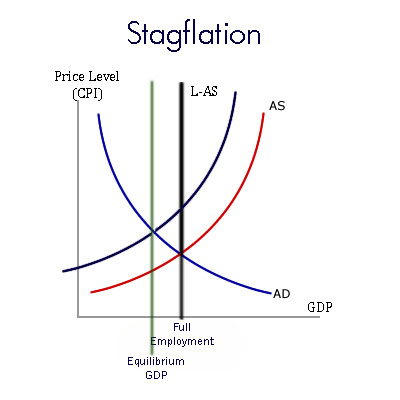 Stagflation
Price Level
(CPI)
L-AS
AS
AD
GDP
Full
Employment
Equilibrium
GDP